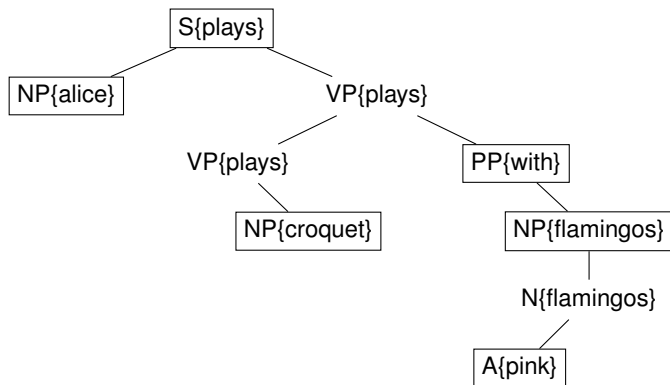 S{plays}
NP{alice} VP{plays}
VP{plays} PP{with}
NP{croquet} NP{flamingos}
N{flamingos}
A{pink}